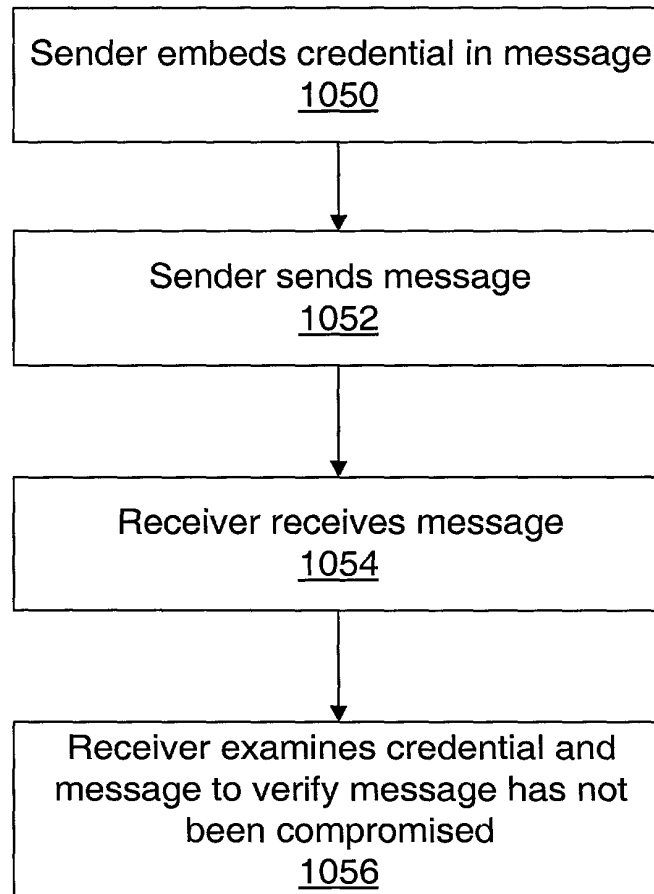 Sender embeds credential in message
1050
Sender sends message
1052
Receiver receives message
1054
Receiver examines credential and
message to verify message has not
been compromised
1056